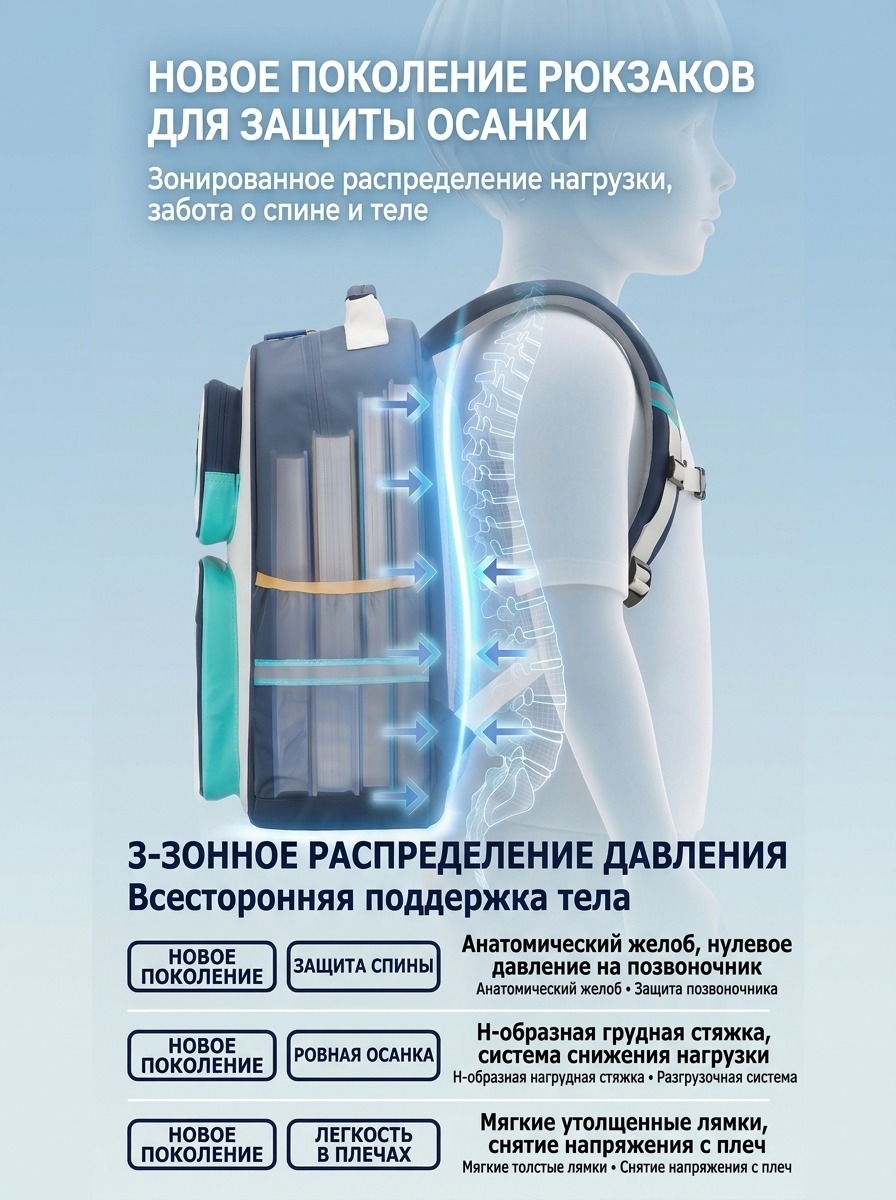 НОВОЕ ПОКОЛЕНИЕ РЮКЗАКОВ
ДЛЯ ЗАЩИТЫ ОСАНКИ
Зонированное распределение нагрузки,
забота о спине и теле
3-ЗОННОЕ РАСПРЕДЕЛЕНИЕ ДАВЛЕНИЯ
Всесторонняя поддержка тела
НОВОЕ
ПОКОЛЕНИЕ
ЗАЩИТА СПИНЫ
Анатомический желоб, нулевое
давление на позвоночник
Анатомический желоб • Защита позвоночника
НОВОЕ
ПОКОЛЕНИЕ
РОВНАЯ ОСАНКА
Н-образная грудная стяжка,
система снижения нагрузки
Н-образная нагрудная стяжка • Разгрузочная система
НОВОЕ
ПОКОЛЕНИЕ
ЛЕГКОСТЬ
В ПЛЕЧАХ
Мягкие утолщенные лямки,
снятие напряжения с плеч
Мягкие толстые лямки • Снятие напряжения с плеч